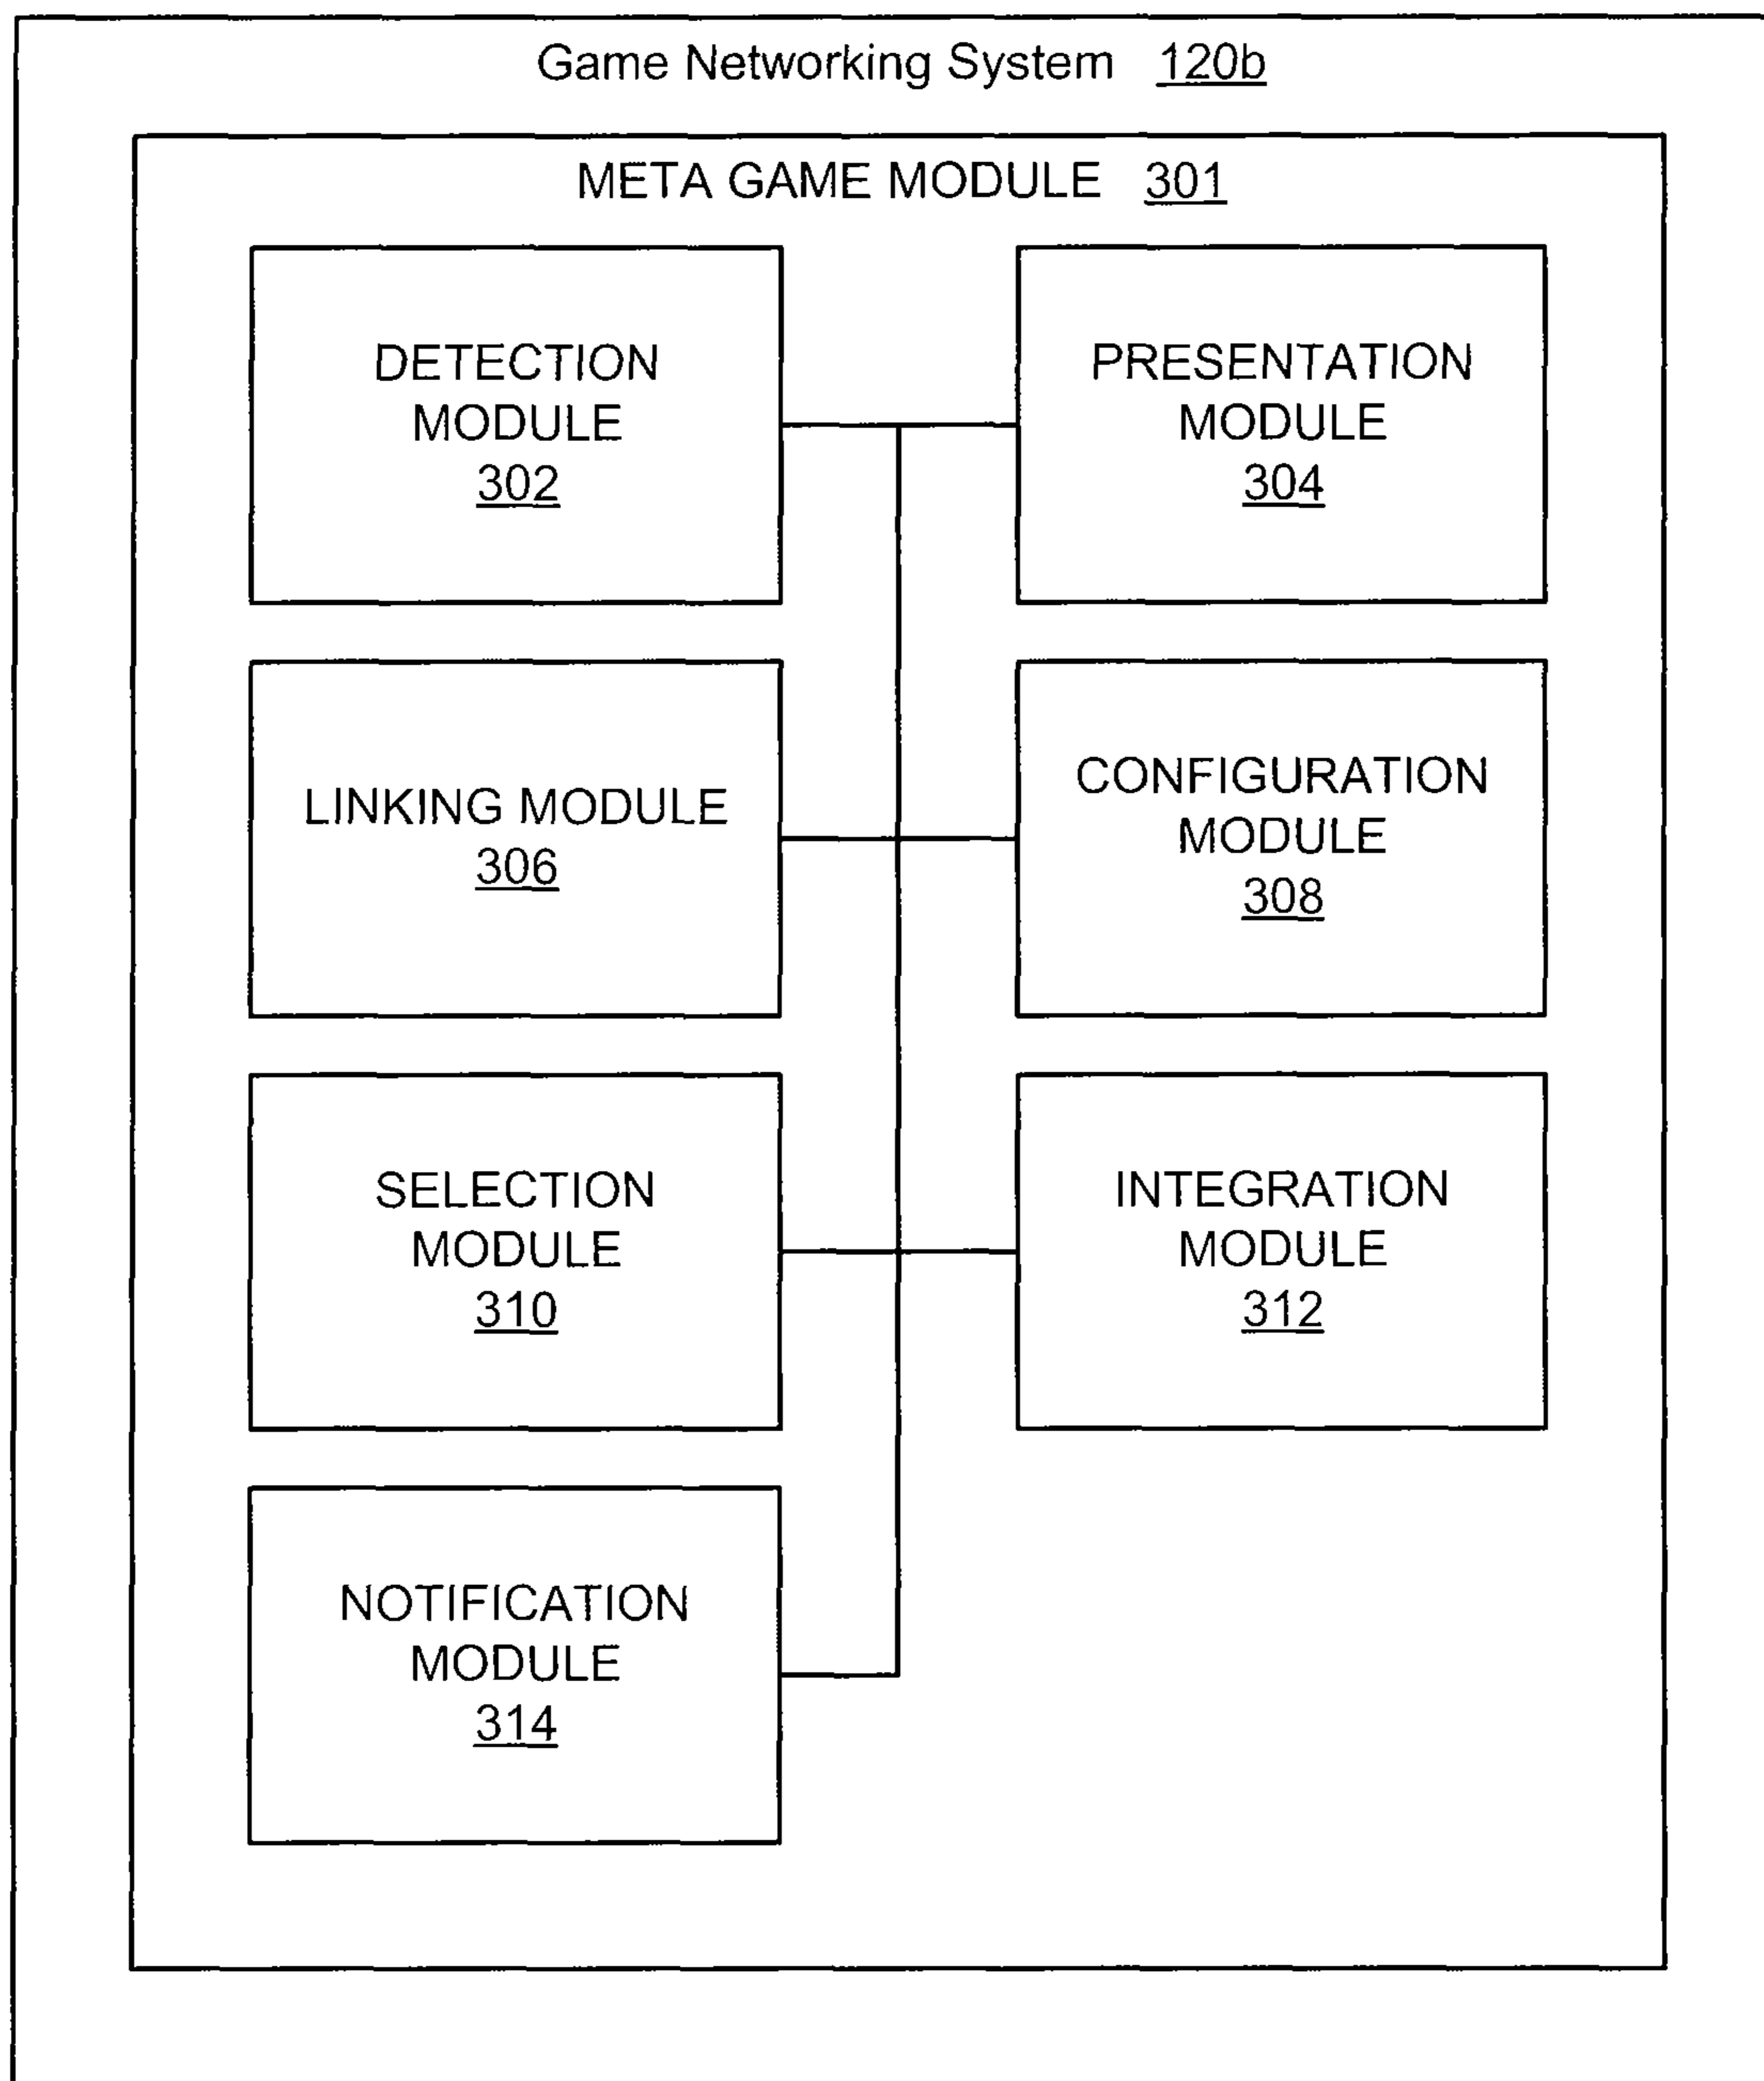 Game Networking System 120b
META GAME MODULE 301
DETECTION
MODULE
302
PRESENTATION
MODULE
304
LINKING MODULE
306
CONFIGURATION
MODULE
308
SELECTION
MODULE
310
INTEGRATION
MODULE
312
NOTIFICATION
MODULE
314